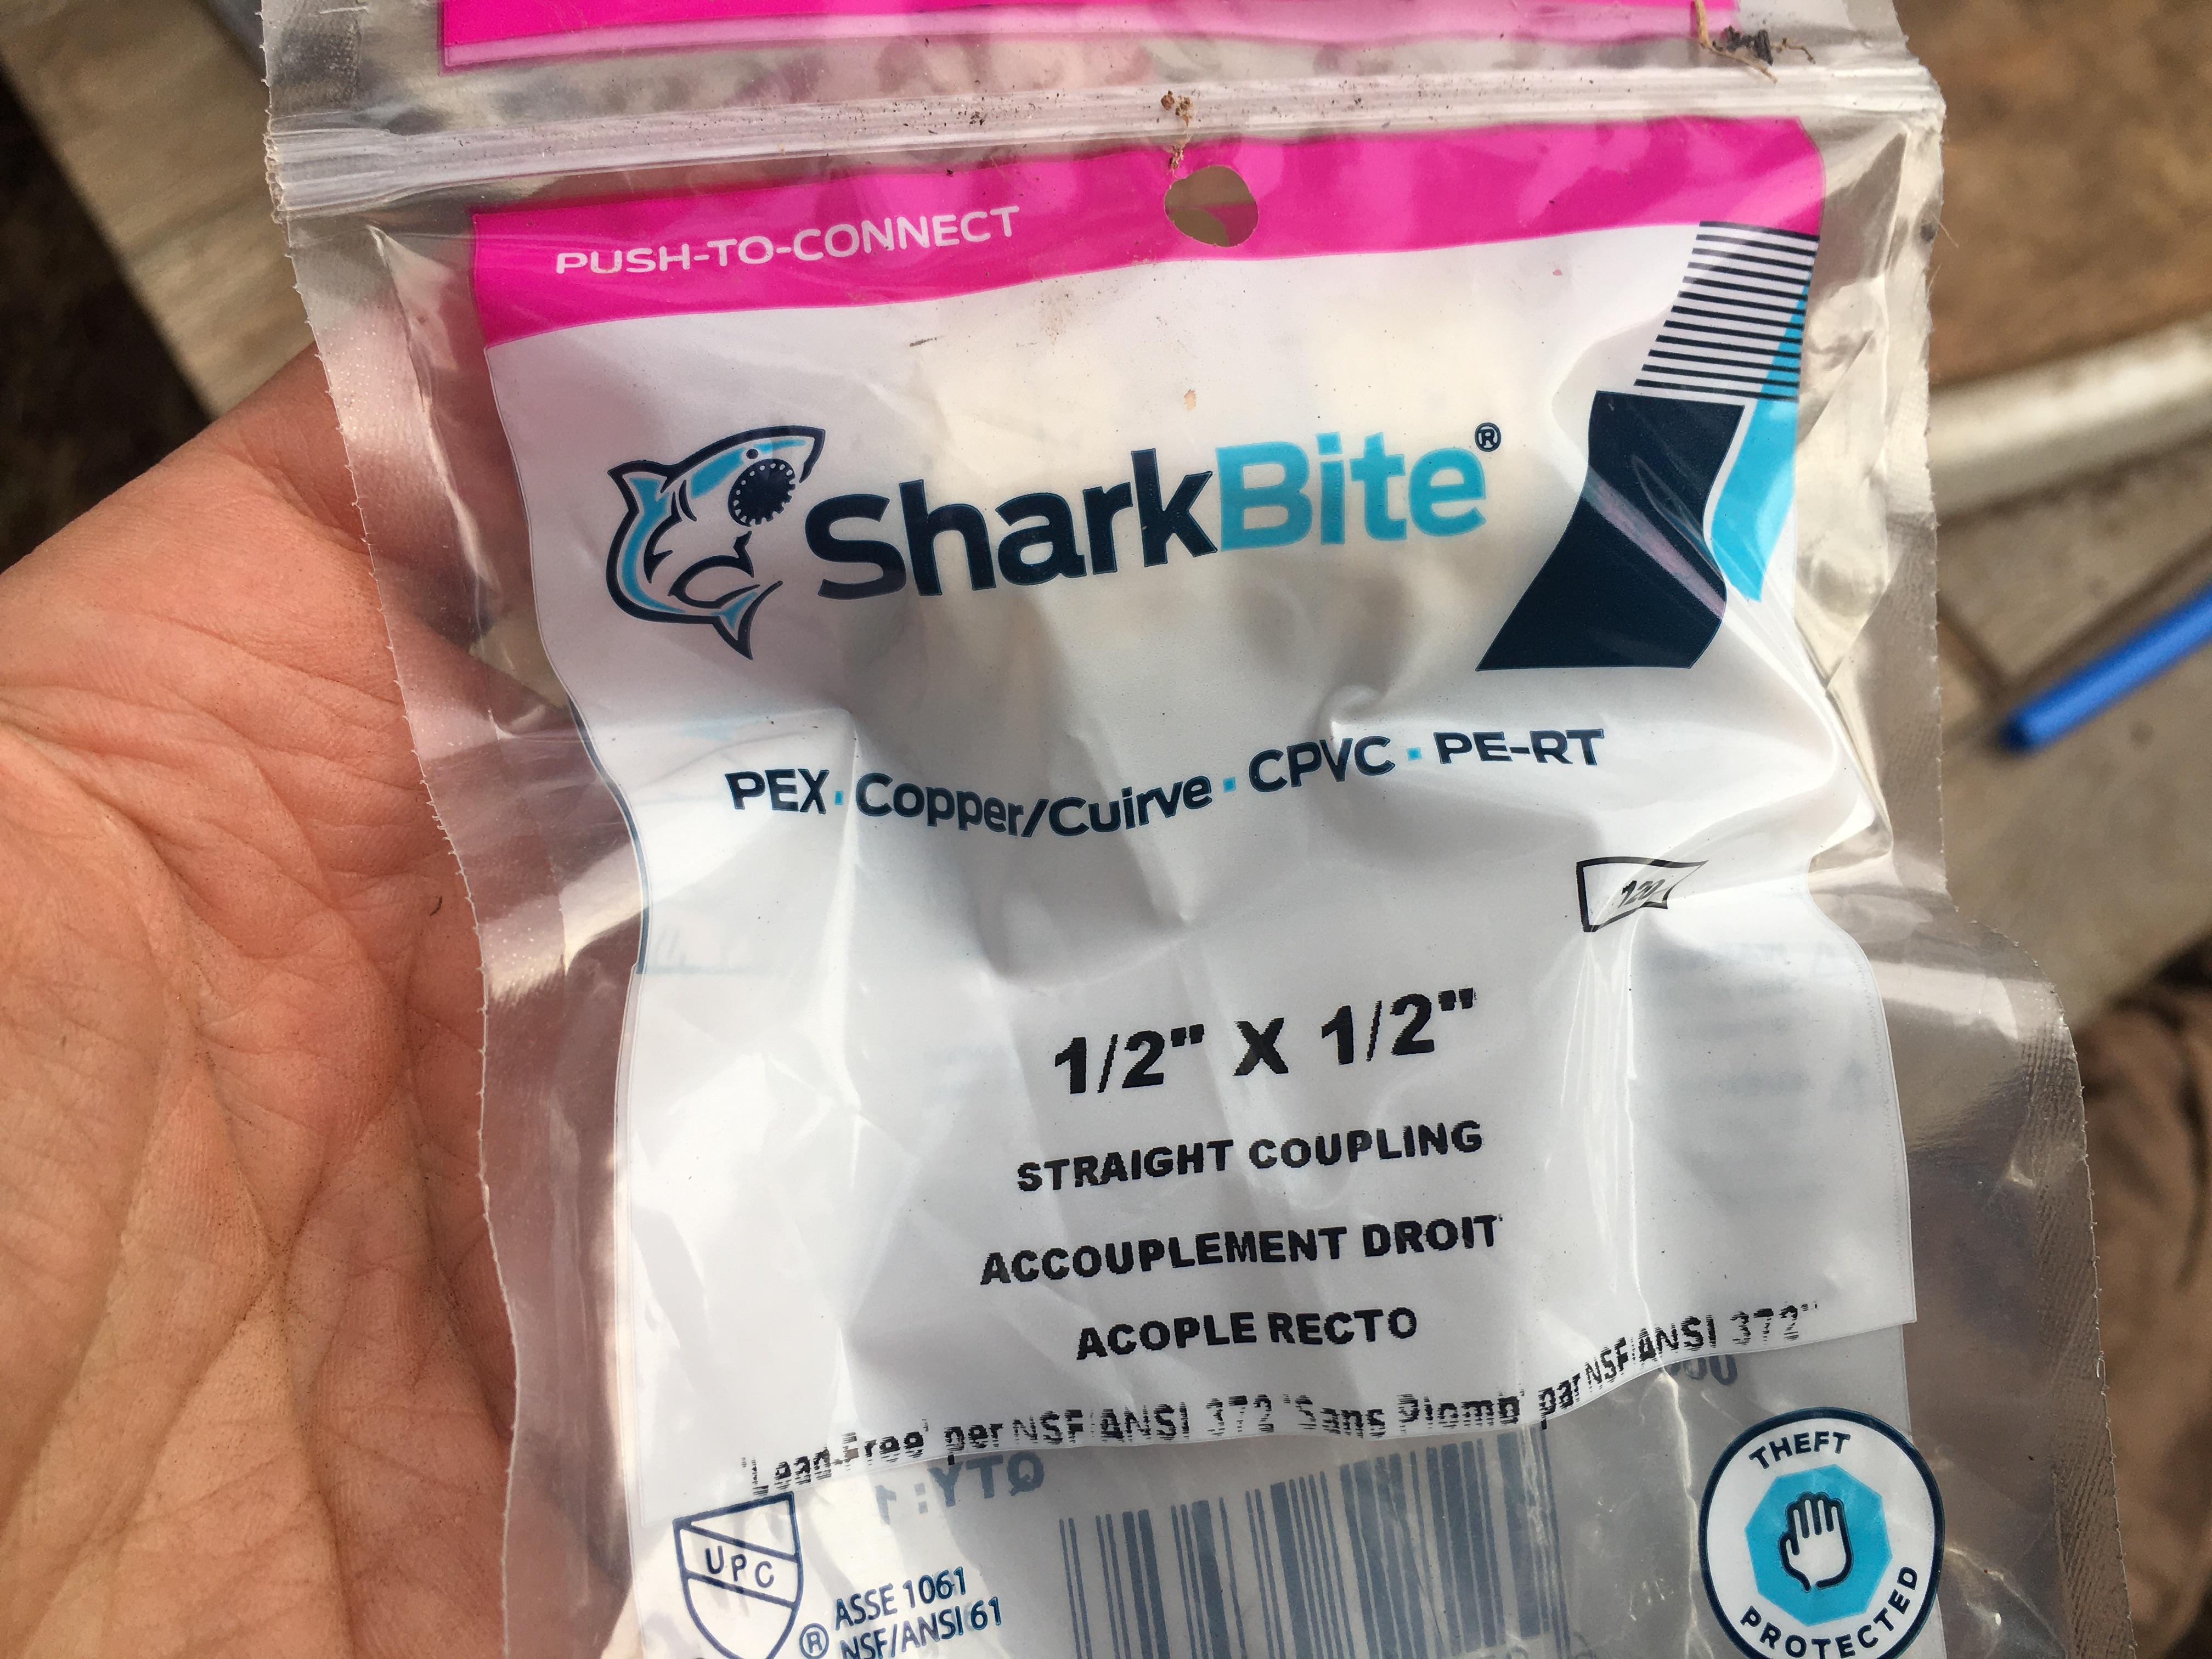 PUSH-TO-CONNECT
SharkBite®
PEX · Copper/Cuirve · CPVC · PE-RT
120
1/2" X 1/2"
STRAIGHT COUPLING
ACCOUPLEMENT DROIT
ACOPLE RECTO
'Lead-Free' per NSF/ANSI 372 'Sans Plomb' par NSF/ANSI 372"
QTY: 1
UPC®
ASSE 1061
NSF/ANSI 61
THEFT
PROTECTED